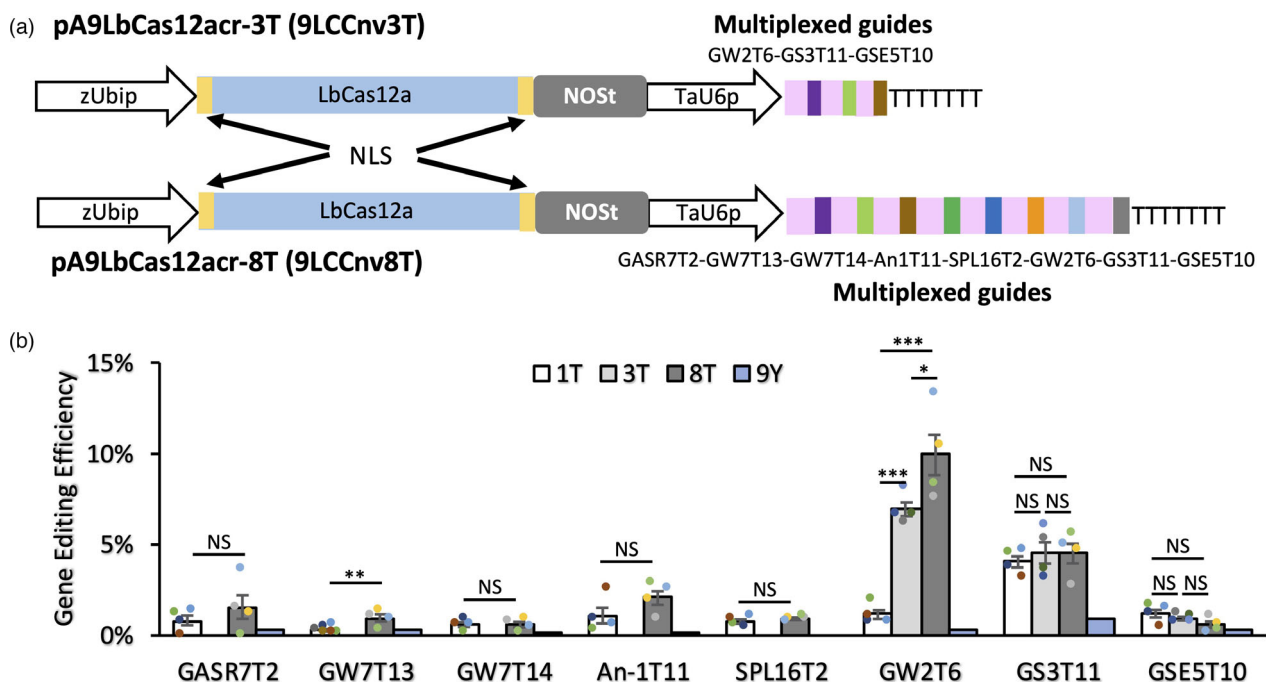 (a) pA9LbCas12acr-3T (9LCCnv3T)
Multiplexed guides
GW2T6-GS3T11-GSE5T10
zUbip LbCas12a NOSt TaU6p TTTTTTT
NLS
zUbip LbCas12a NOSt TaU6p TTTTTTT
pA9LbCas12acr-8T (9LCCnv8T)
GASR7T2-GW7T13-GW7T14-An1T11-SPL16T2-GW2T6-GS3T11-GSE5T10
Multiplexed guides
(b)
Gene Editing Efficiency
15%
10%
5%
0%
1T 3T 8T 9Y
***
*
***
NS
NS NS
NS
**
NS
NS
NS
NS
NS NS
GASR7T2 GW7T13 GW7T14 An-1T11 SPL16T2 GW2T6 GS3T11 GSE5T10